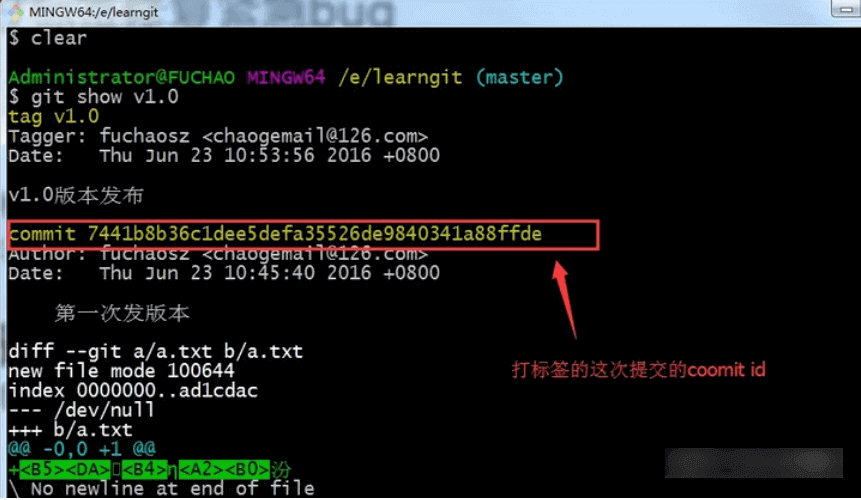 MINGW64:/e/learngit
$ clear
Administrator@FUCHAO MINGW64 /e/learngit (master)
$ git show v1.0
tag v1.0
Tagger: fuchaosz <chaogemail@126.com>
Date:   Thu Jun 23 10:53:56 2016 +0800
v1.0版本发布
commit 7441b8b36c1dee5defa35526de9840341a88ffde
Author: fuchaosz <chaogemail@126.com>
Date:   Thu Jun 23 10:45:40 2016 +0800
第一次发版本
diff --git a/a.txt b/a.txt
new file mode 100644
index 0000000..ad1cdac
--- /dev/null
+++ b/a.txt
@@ -0,0 +1 @@
+<B5><DA>▯<B4>η<A2><B0>汾
\ No newline at end of file
打标签的这次提交的coomit id